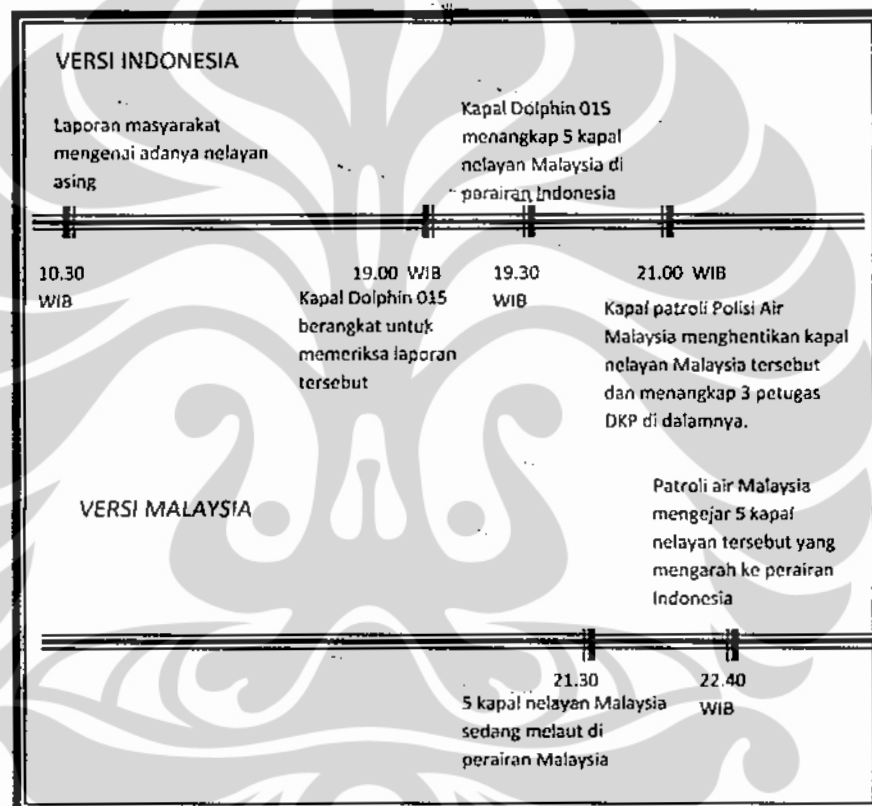 VERSI INDONESIA
Laporan masyarakat
mengenai adanya nelayan
asing
Kapal Dolphin 015
menangkap 5 kapal
nelayan Malaysia di
perairan Indonesia
10.30
WIB
19.00 WIB
Kapal Dolphin 015
berangkat untuk
memeriksa laporan
tersebut
19.30
WIB
21.00 WIB
Kapal patroli Polisi Air
Malaysia menghentikan kapal
nelayan Malaysia tersebut
dan menangkap 3 petugas
DKP di dalamnya.
VERSI MALAYSIA
Patroli air Malaysia
mengejar 5 kapal
nelayan tersebut yang
mengarah ke perairan
Indonesia
21.30
5 kapal nelayan Malaysia
sedang melaut di
perairan Malaysia
22.40
WIB